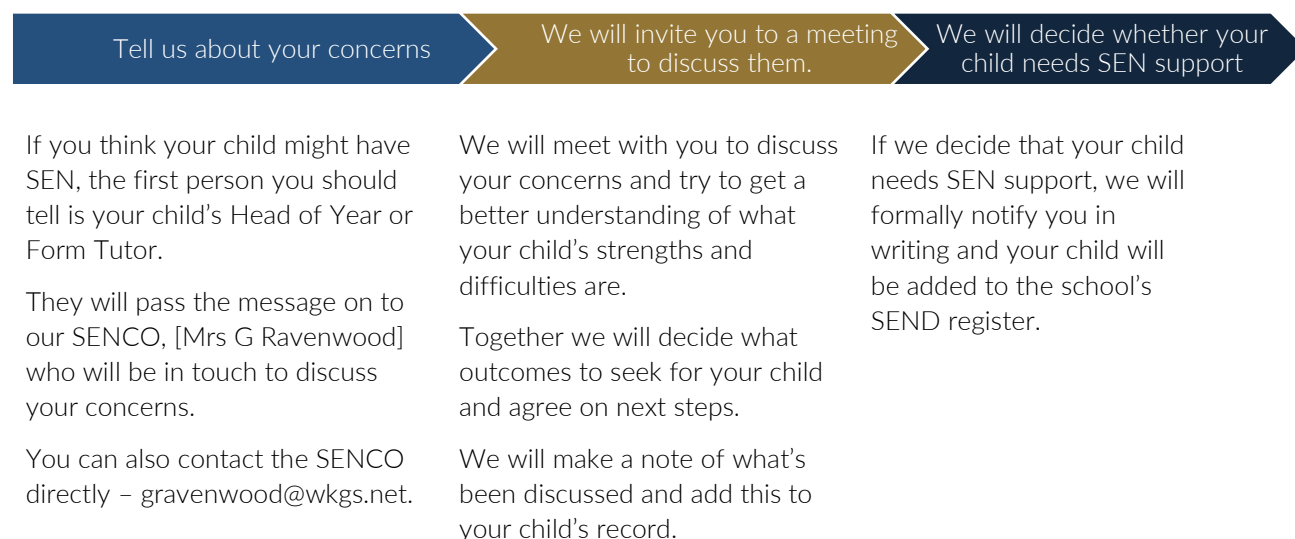 Tell us about your concerns
We will invite you to a meeting
to discuss them.
We will decide whether your
child needs SEN support
If you think your child might have
SEN, the first person you should
tell is your child's Head of Year or
Form Tutor.
They will pass the message on to
our SENCO, [Mrs G Ravenwood]
who will be in touch to discuss
your concerns.
You can also contact the SENCO
directly – gravenwood@wkgs.net.
We will meet with you to discuss
your concerns and try to get a
better understanding of what
your child's strengths and
difficulties are.
Together we will decide what
outcomes to seek for your child
and agree on next steps.
We will make a note of what's
been discussed and add this to
your child's record.
If we decide that your child
needs SEN support, we will
formally notify you in
writing and your child will
be added to the school's
SEND register.